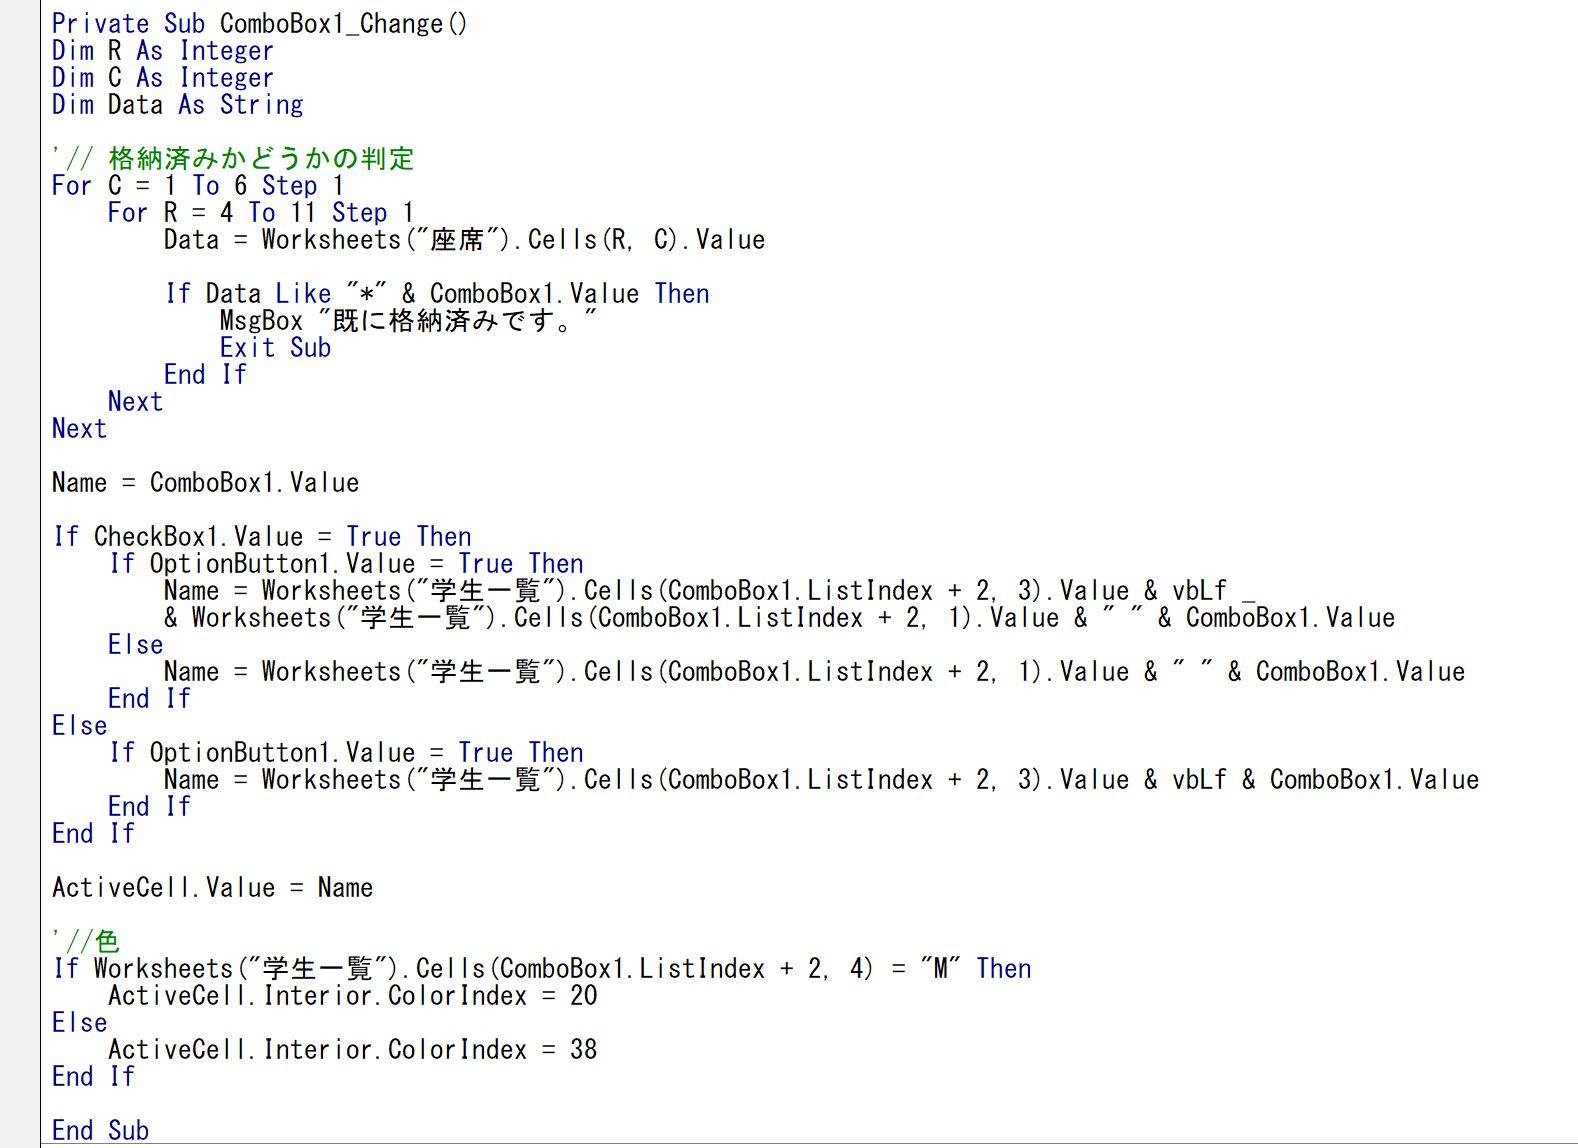 Private Sub ComboBox1_Change()
Dim R As Integer
Dim C As Integer
Dim Data As String
'// 格納済みかどうかの判定
For C = 1 To 6 Step 1
    For R = 4 To 11 Step 1
        Data = Worksheets("座席").Cells(R, C).Value
        If Data Like "*" & ComboBox1.Value Then
            MsgBox "既に格納済みです。"
            Exit Sub
        End If
    Next
Next
Name = ComboBox1.Value
If CheckBox1.Value = True Then
    If OptionButton1.Value = True Then
        Name = Worksheets("学生一覧").Cells(ComboBox1.ListIndex + 2, 3).Value & vbLf _
        & Worksheets("学生一覧").Cells(ComboBox1.ListIndex + 2, 1).Value & " " & ComboBox1.Value
    Else
        Name = Worksheets("学生一覧").Cells(ComboBox1.ListIndex + 2, 1).Value & " " & ComboBox1.Value
    End If
Else
    If OptionButton1.Value = True Then
        Name = Worksheets("学生一覧").Cells(ComboBox1.ListIndex + 2, 3).Value & vbLf & ComboBox1.Value
    End If
End If
ActiveCell.Value = Name
'//色
If Worksheets("学生一覧").Cells(ComboBox1.ListIndex + 2, 4) = "M" Then
    ActiveCell.Interior.ColorIndex = 20
Else
    ActiveCell.Interior.ColorIndex = 38
End If
End Sub